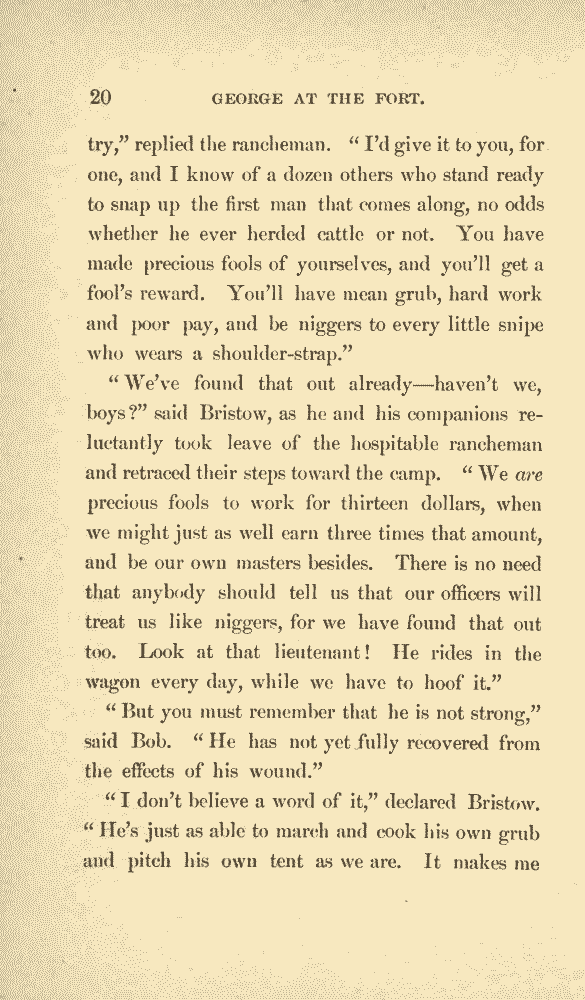 20 GEORGE AT THE FORT.
try,” replied the rancheman. “I’d give it to you, for
one, and I know of a dozen others who stand ready
to snap up the first man that comes along, no odds
whether he ever herded cattle or not. You have
made precious fools of yourselves, and you’ll get a
fool’s reward. You’ll have mean grub, hard work
and poor pay, and be niggers to every little snipe
who wears a shoulder-strap.”
“We’ve found that out already—haven’t we,
boys?” said Bristow, as he and his companions re-
luctantly took leave of the hospitable rancheman
and retraced their steps toward the camp. “We are
precious fools to work for thirteen dollars, when
we might just as well earn three times that amount,
and be our own masters besides. There is no need
that anybody should tell us that our officers will
treat us like niggers, for we have found that out
too. Look at that lieutenant! He rides in the
wagon every day, while we have to hoof it.”
“But you must remember that he is not strong,”
said Bob. “He has not yet fully recovered from
the effects of his wound.”
“I don’t believe a word of it,” declared Bristow.
“He’s just as able to march and cook his own grub
and pitch his own tent as we are. It makes me